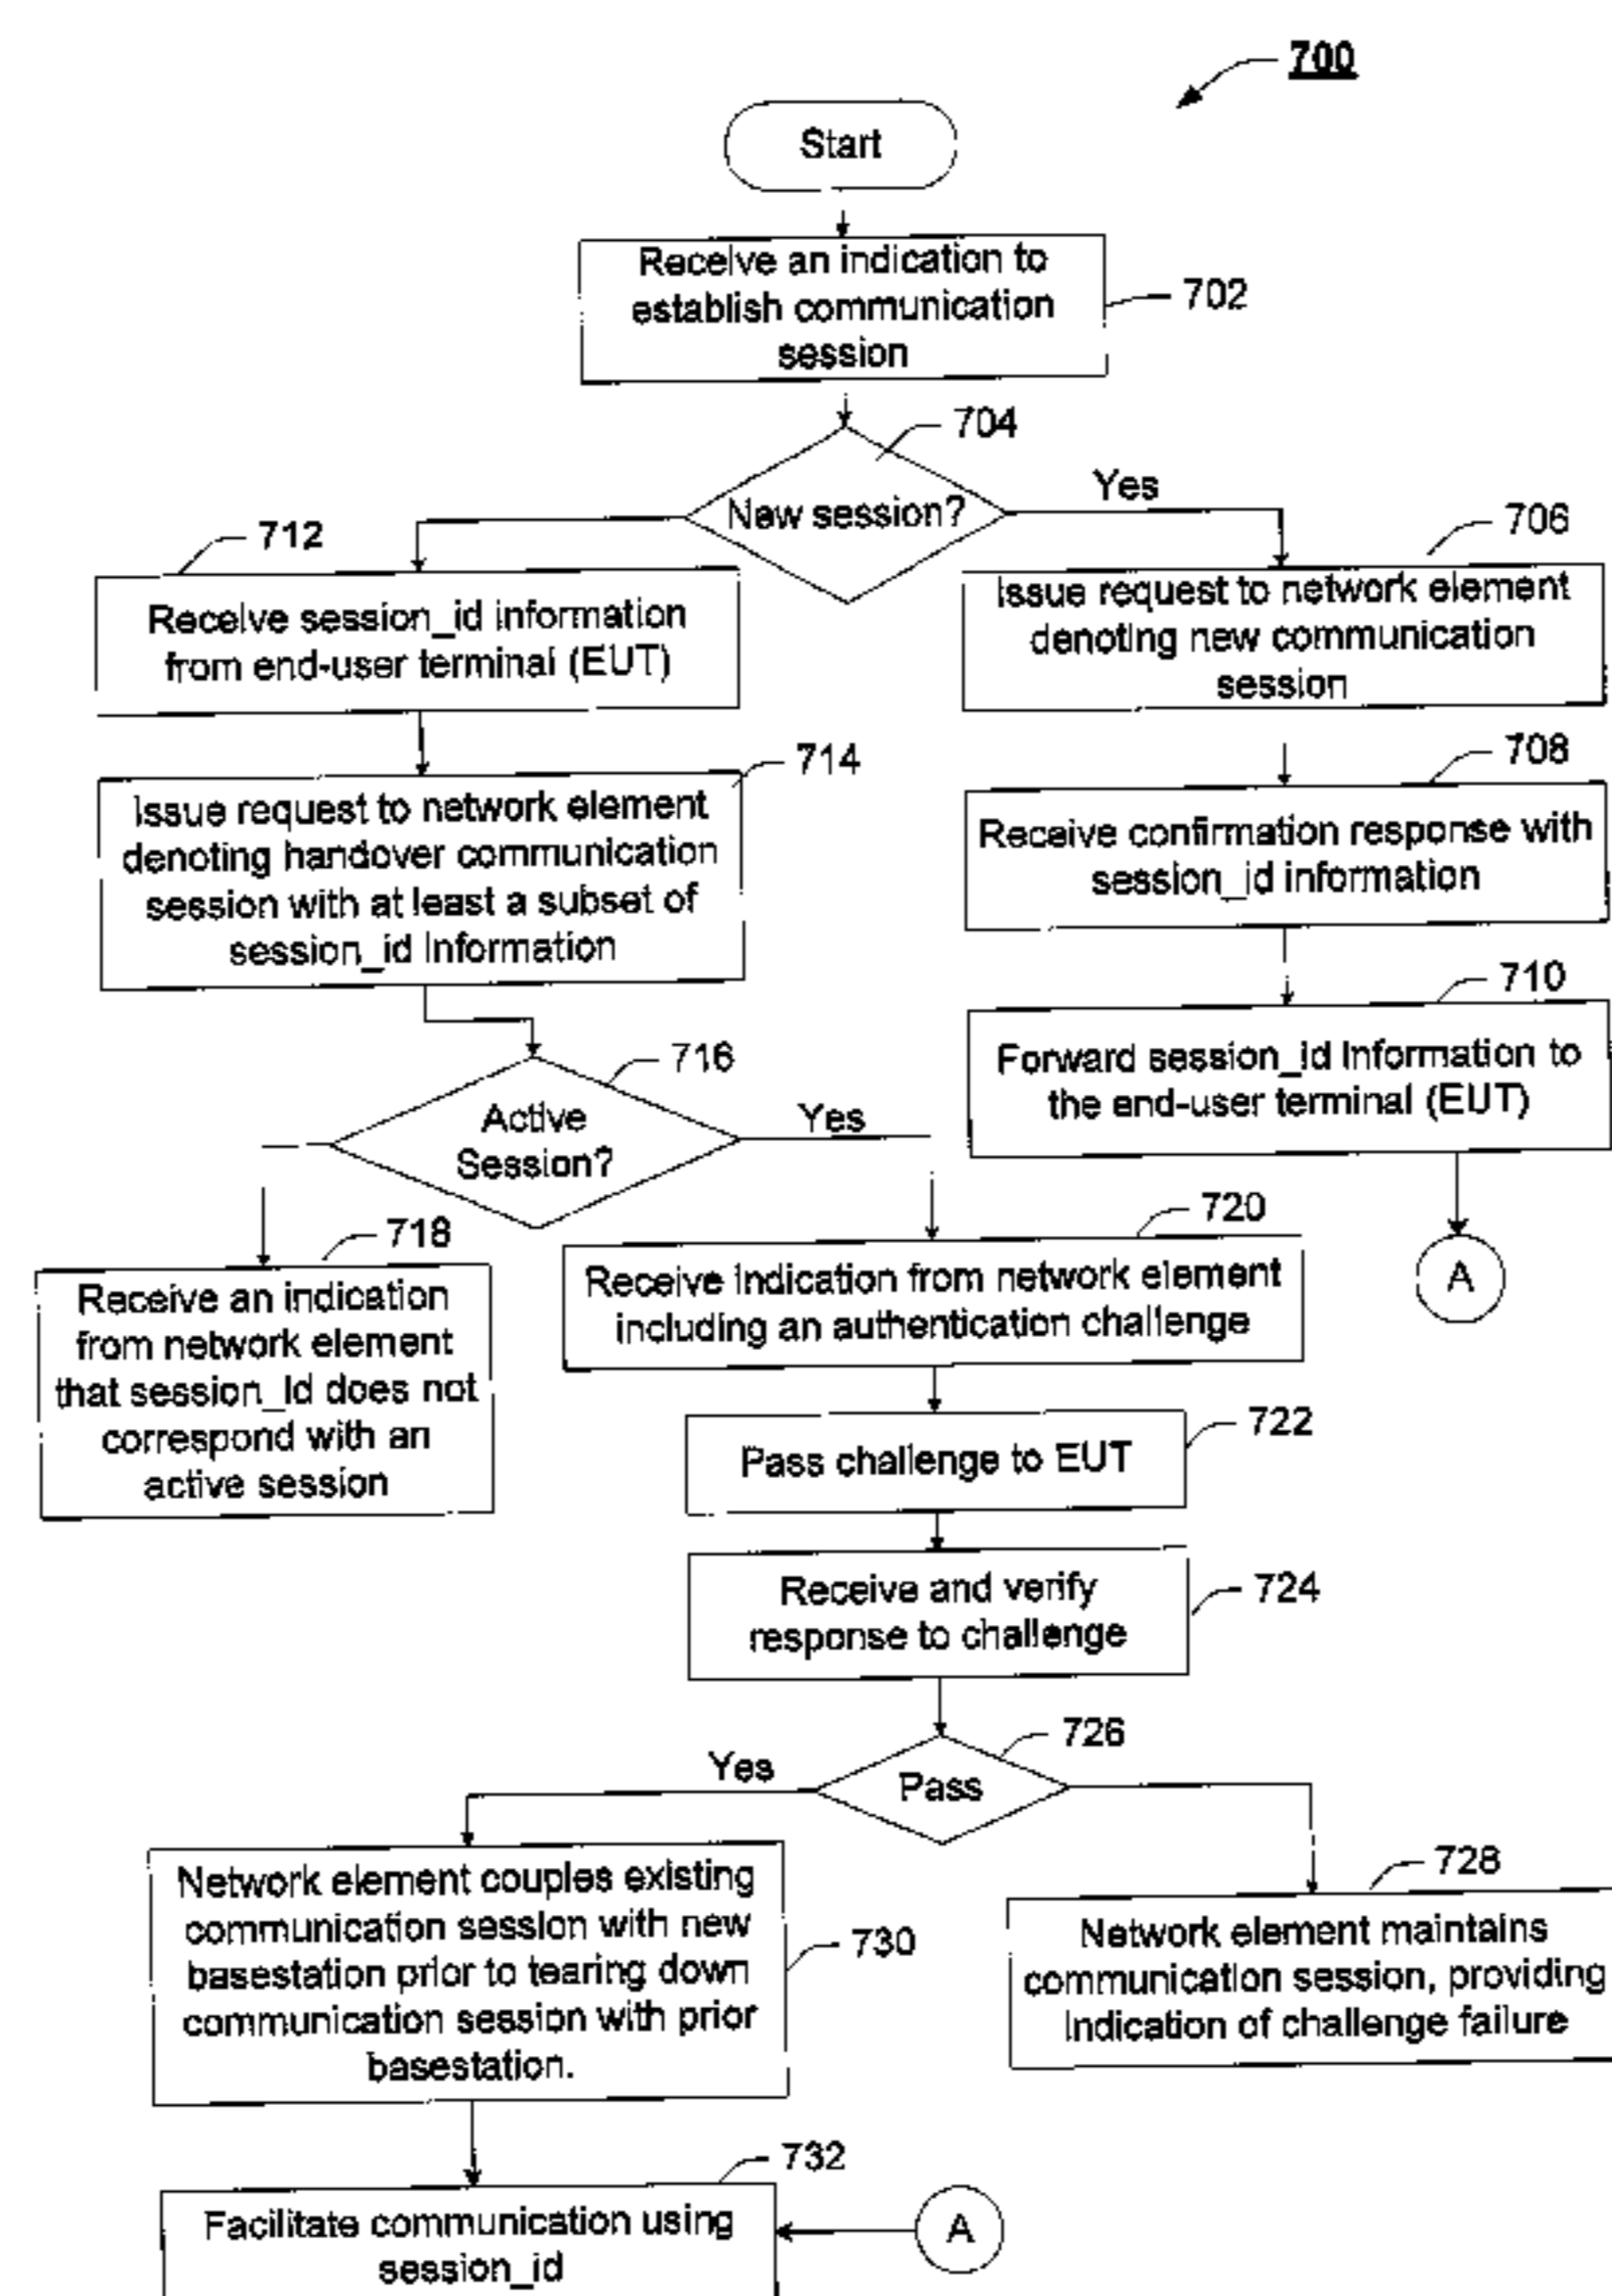 700
Start
Receive an indication to
establish communication
session
702
704
New session?
Yes
712
Receive session_id information
from end-user terminal (EUT)
706
Issue request to network element
denoting new communication
session
714
Issue request to network element
denoting handover communication
session with at least a subset of
session_id Information
708
Receive confirmation response with
session_id information
710
Forward session_id Information to
the end-user terminal (EUT)
A
716
Active
Session?
Yes
718
Receive an indication
from network element
that session_id does not
correspond with an
active session
720
Receive Indication from network element
including an authentication challenge
722
Pass challenge to EUT
724
Receive and verify
response to challenge
726
Pass
Yes
728
Network element maintains
communication session, providing
Indication of challenge failure
730
Network element couples existing
communication session with new
basestation prior to tearing down
communication session with prior
basestation.
732
Facilitate communication using
session_id
A